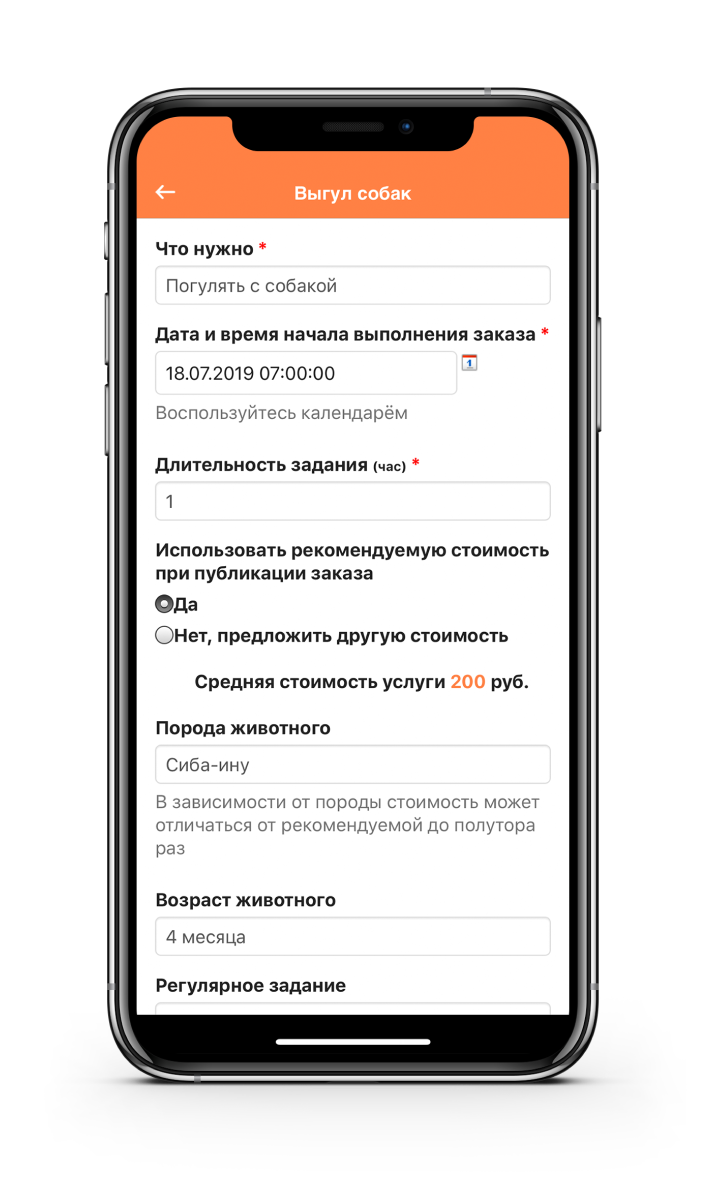 Выгул собак
Что нужно *
Погулять с собакой
Дата и время начала выполнения заказа *
18.07.2019 07:00:00
1
Воспользуйтесь календарём
Длительность задания (час) *
1
Использовать рекомендуемую стоимость
при публикации заказа
Да
Нет, предложить другую стоимость
Средняя стоимость услуги 200 руб.
Порода животного
Сиба-ину
В зависимости от породы стоимость может
отличаться от рекомендуемой до полутора
раз
Возраст животного
4 месяца
Регулярное задание